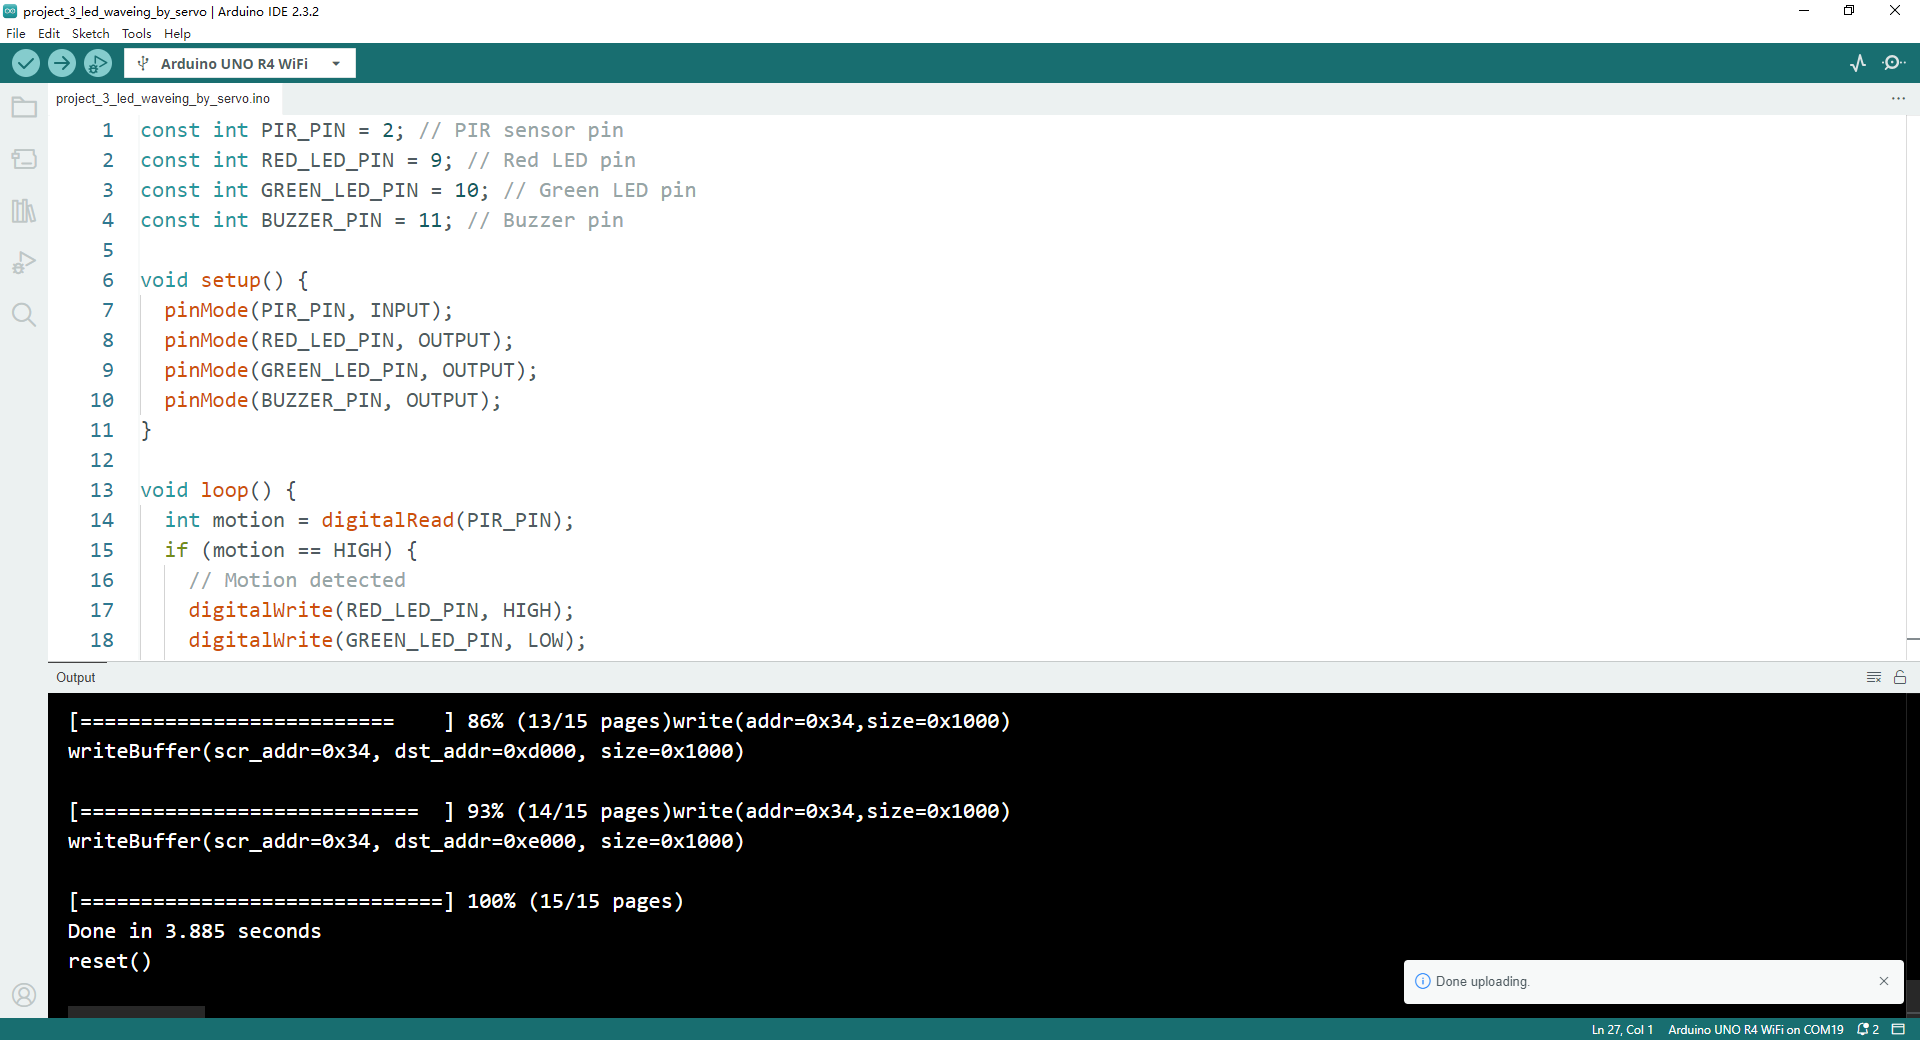 project_3_led_waveing_by_servo | Arduino IDE 2.3.2
File Edit Sketch Tools Help
Arduino UNO R4 WiFi
project_3_led_waveing_by_servo.ino
1 const int PIR_PIN = 2; // PIR sensor pin
2 const int RED_LED_PIN = 9; // Red LED pin
3 const int GREEN_LED_PIN = 10; // Green LED pin
4 const int BUZZER_PIN = 11; // Buzzer pin
5
6 void setup() {
7 pinMode(PIR_PIN, INPUT);
8 pinMode(RED_LED_PIN, OUTPUT);
9 pinMode(GREEN_LED_PIN, OUTPUT);
10 pinMode(BUZZER_PIN, OUTPUT);
11 }
12
13 void loop() {
14 int motion = digitalRead(PIR_PIN);
15 if (motion == HIGH) {
16 // Motion detected
17 digitalWrite(RED_LED_PIN, HIGH);
18 digitalWrite(GREEN_LED_PIN, LOW);
Output
[==========================    ] 86% (13/15 pages)write(addr=0x34,size=0x1000)
writeBuffer(scr_addr=0x34, dst_addr=0xd000, size=0x1000)
[============================  ] 93% (14/15 pages)write(addr=0x34,size=0x1000)
writeBuffer(scr_addr=0x34, dst_addr=0xe000, size=0x1000)
[==============================] 100% (15/15 pages)
Done in 3.885 seconds
reset()
Done uploading.
Ln 27, Col 1 Arduino UNO R4 WiFi on COM19 2